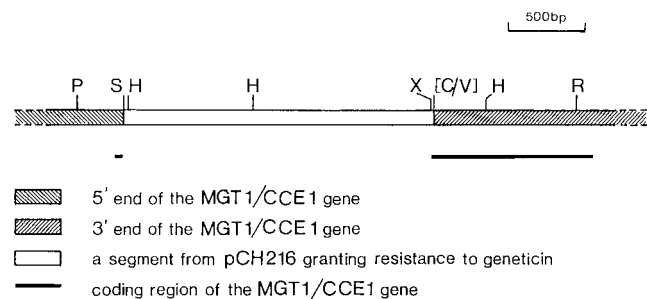 500bp
P S H H X [C/V] H R
5' end of the MGT1/CCE1 gene
3' end of the MGT1/CCE1 gene
a segment from pCH216 granting resistance to geneticin
coding region of the MGT1/CCE1 gene